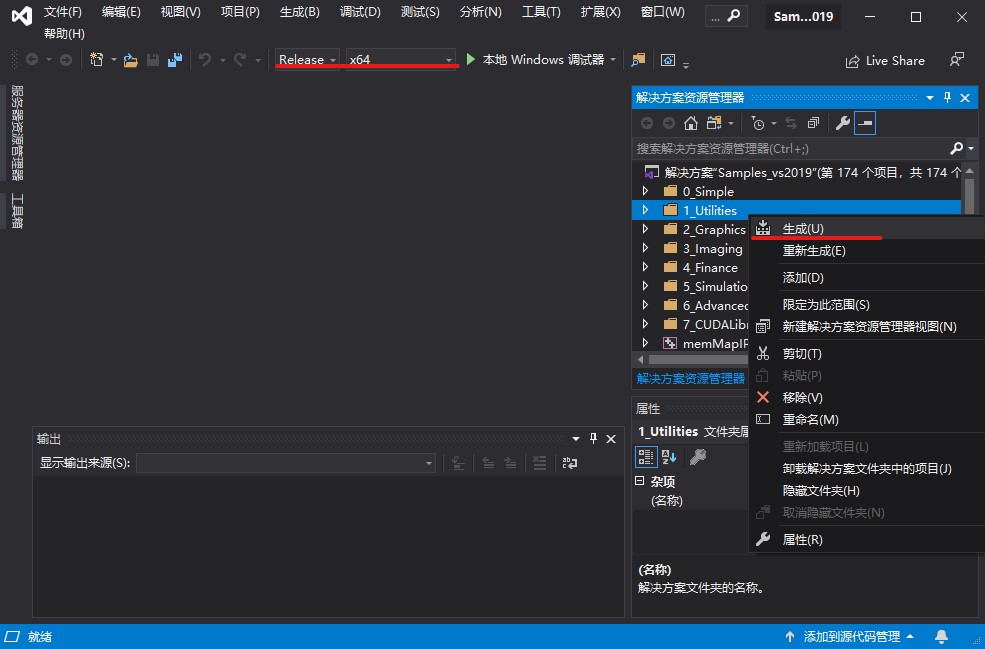 文件(F) 编辑(E) 视图(V) 项目(P) 生成(B) 调试(D) 测试(S) 分析(N) 工具(T) 扩展(X) 窗口(W) ... Sam...019
帮助(H)
Release x64 本地 Windows 调试器 Live Share
服务器资源管理器
工具箱
解决方案资源管理器
搜索解决方案资源管理器(Ctrl+;)
解决方案"Samples_vs2019"(第 174 个项目，共 174 个
0_Simple
1_Utilities
2_Graphics
3_Imaging
4_Finance
5_Simulatio
6_Advanced
7_CUDALib
memMapIP
解决方案资源管理器
生成(U)
重新生成(E)
添加(D)
限定为此范围(S)
新建解决方案资源管理器视图(N)
剪切(T)
粘贴(P)
移除(V)
重命名(M)
重新加载项目(L)
卸载解决方案文件夹中的项目(J)
隐藏文件夹(H)
取消隐藏文件夹(N)
属性(R)
属性
1_Utilities 文件夹属
杂项
(名称)
(名称)
解决方案文件夹的名称。
输出
显示输出来源(S):
就绪
添加到源代码管理